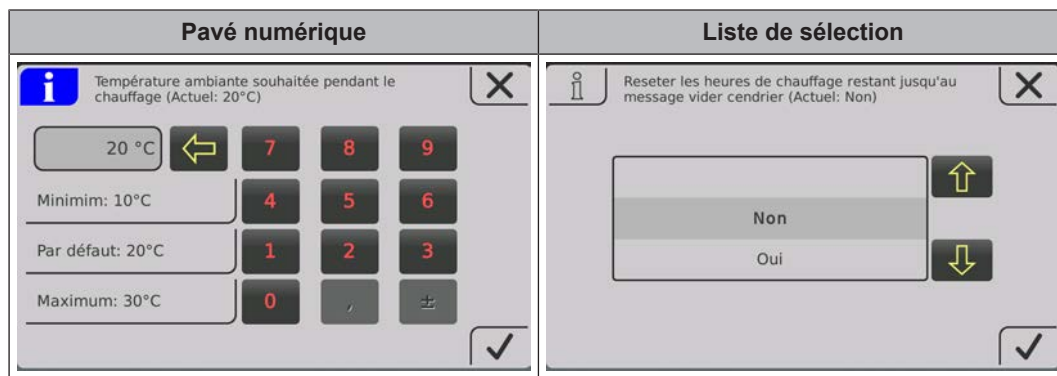 Pavé numérique
Liste de sélection
i
Température ambiante souhaitée pendant le
chauffage (Actuel: 20°C)
20 °C
7 8 9
Minimim: 10°C
4 5 6
Par défaut: 20°C
1 2 3
Maximum: 30°C
0 , ±
i
Reseter les heures de chauffage restant jusqu'au
message vider cendrier (Actuel: Non)
Non
Oui